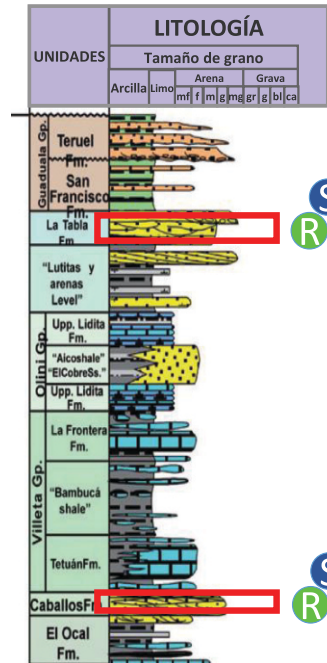 UNIDADES
LITOLOGÍA
Tamaño de grano
Arcilla Limo Arena Grava
mf f m g mg gr g bl ca
Guaduala Gp.
Teruel
Fm.
San
Francisco
Fm.
La Tabla
Fm
"Lutitas y
arenas
Level"
Olini Gp.
Upp. Lidita
Fm.
"Aicoshale"
"ElCobreSs."
Upp. Lidita
Fm.
Villeta Gp.
La Frontera
Fm.
"Bambucá
shale"
TetuánFm.
CaballosF
El Ocal
Fm.
S
R
S
R